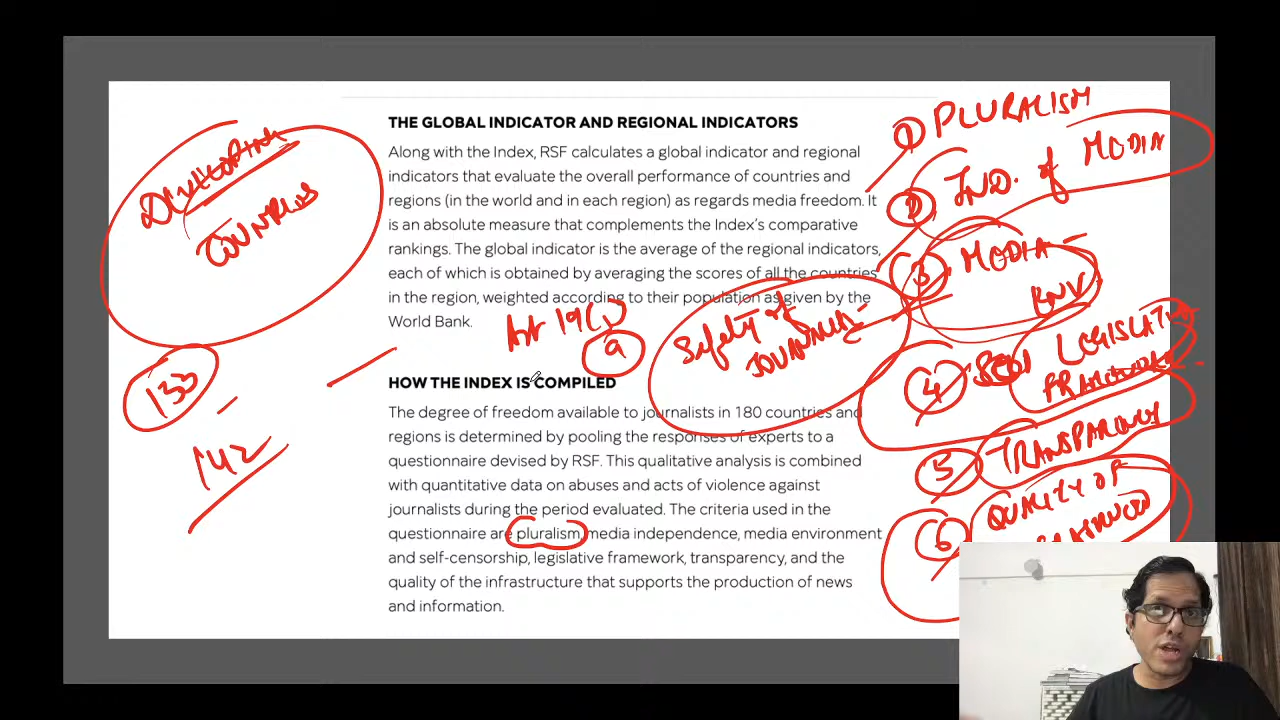 THE GLOBAL INDICATOR AND REGIONAL INDICATORS
Along with the Index, RSF calculates a global indicator and regional
indicators that evaluate the overall performance of countries and
regions (in the world and in each region) as regards media freedom. It
is an absolute measure that complements the Index's comparative
rankings. The global indicator is the average of the regional indicators,
each of which is obtained by averaging the scores of all the countries
in the region, weighted according to their population as given by the
World Bank.
HOW THE INDEX IS COMPILED
The degree of freedom available to journalists in 180 countries and
regions is determined by pooling the responses of experts to a
questionnaire devised by RSF. This qualitative analysis is combined
with quantitative data on abuses and acts of violence against
journalists during the period evaluated. The criteria used in the
questionnaire are pluralism, media independence, media environment
and self-censorship, legislative framework, transparency, and the
quality of the infrastructure that supports the production of news
and information.
DEVELOPING
COUNTRIES
133
142
Art 19(1)
a
Safety of
1 PLURALISM
2 IND. of MEDIA
3 MEDIA
ENV
4 LEGISLATIVE
FRAMEWORK
5 TRANSPARENCY
6 QUALITY OF